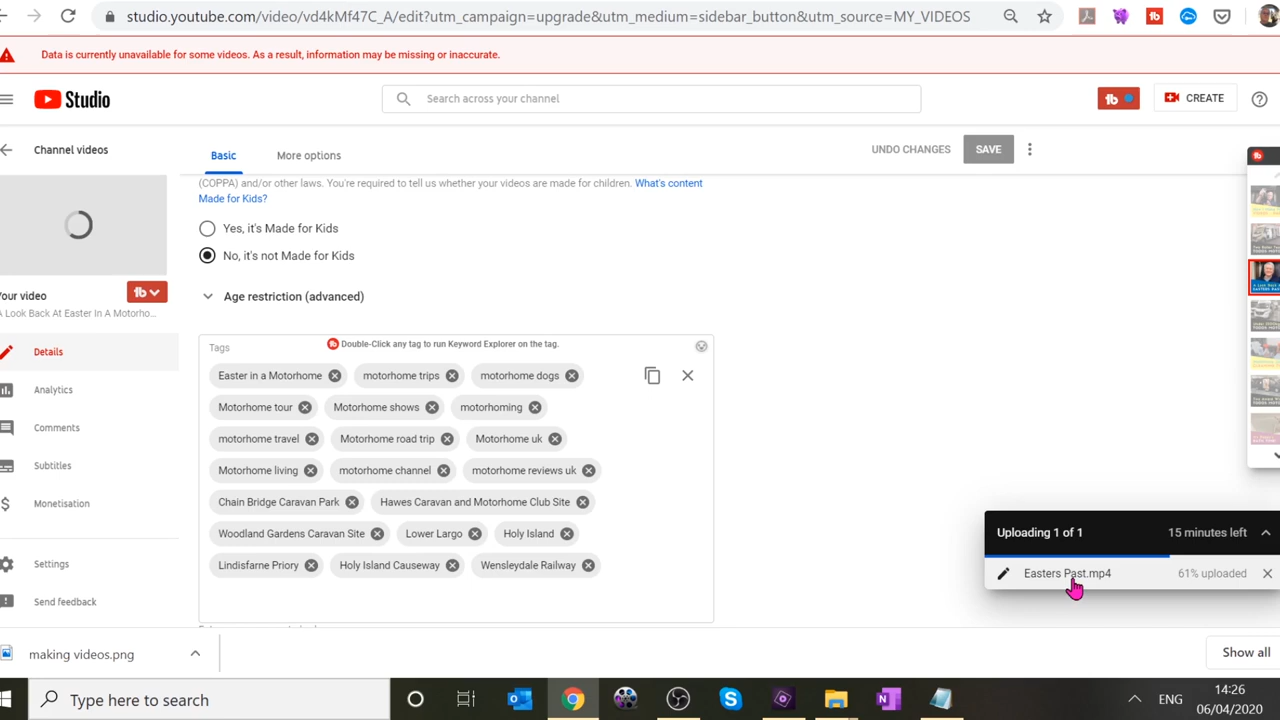 studio.youtube.com/video/vd4kMf47C_A/edit?utm_campaign=upgrade&utm_medium=sidebar_button&utm_source=MY_VIDEOS
Data is currently unavailable for some videos. As a result, information may be missing or inaccurate.
Studio
Search across your channel
CREATE
Channel videos
Basic
More options
UNDO CHANGES
SAVE
(COPPA) and/or other laws. You're required to tell us whether your videos are made for children. What's content
Made for Kids?
Yes, it's Made for Kids
No, it's not Made for Kids
Age restriction (advanced)
Your video
A Look Back At Easter In A Motorho...
Details
Analytics
Comments
Subtitles
Monetisation
Settings
Send feedback
Tags
Double-Click any tag to run Keyword Explorer on the tag.
Easter in a Motorhome motorhome trips motorhome dogs
Motorhome tour Motorhome shows motorhoming
motorhome travel Motorhome road trip Motorhome uk
Motorhome living motorhome channel motorhome reviews uk
Chain Bridge Caravan Park Hawes Caravan and Motorhome Club Site
Woodland Gardens Caravan Site Lower Largo Holy Island
Lindisfarne Priory Holy Island Causeway Wensleydale Railway
Uploading 1 of 1 15 minutes left
Easters Past.mp4 61% uploaded
making videos.png
Show all
Type here to search
ENG
14:26
06/04/2020